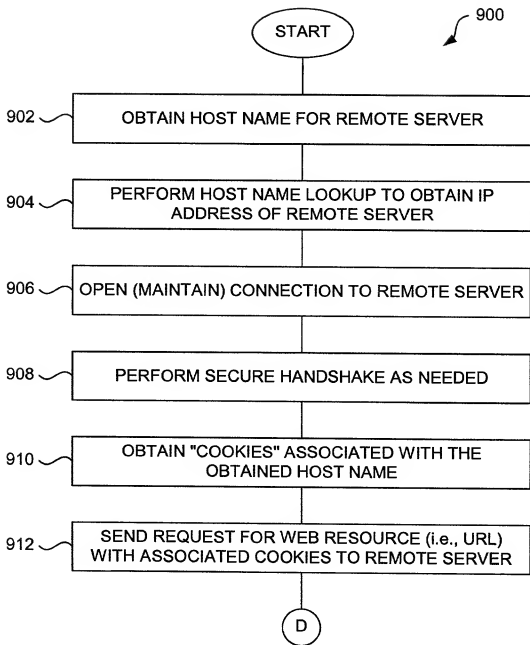 START
900
902
OBTAIN HOST NAME FOR REMOTE SERVER
904
PERFORM HOST NAME LOOKUP TO OBTAIN IP
ADDRESS OF REMOTE SERVER
906
OPEN (MAINTAIN) CONNECTION TO REMOTE SERVER
908
PERFORM SECURE HANDSHAKE AS NEEDED
910
OBTAIN "COOKIES" ASSOCIATED WITH THE
OBTAINED HOST NAME
912
SEND REQUEST FOR WEB RESOURCE (i.e., URL)
WITH ASSOCIATED COOKIES TO REMOTE SERVER
D